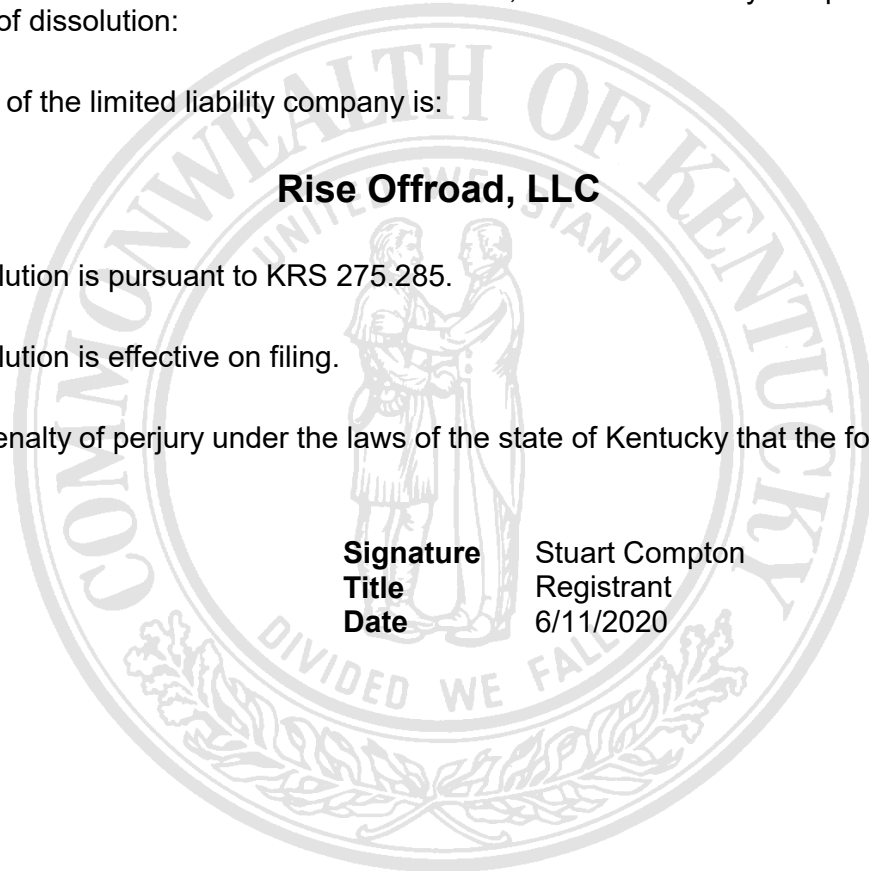 of dissolution:
of the limited liability company is:
Rise Offroad, LLC
lution is pursuant to KRS 275.285.
lution is effective on filing.
enalty of perjury under the laws of the state of Kentucky that the fo
Signature Stuart Compton
Title Registrant
Date 6/11/2020
COMMONWEALTH OF KENTUCKY
UNITED WE STAND
DIVIDED WE FALL